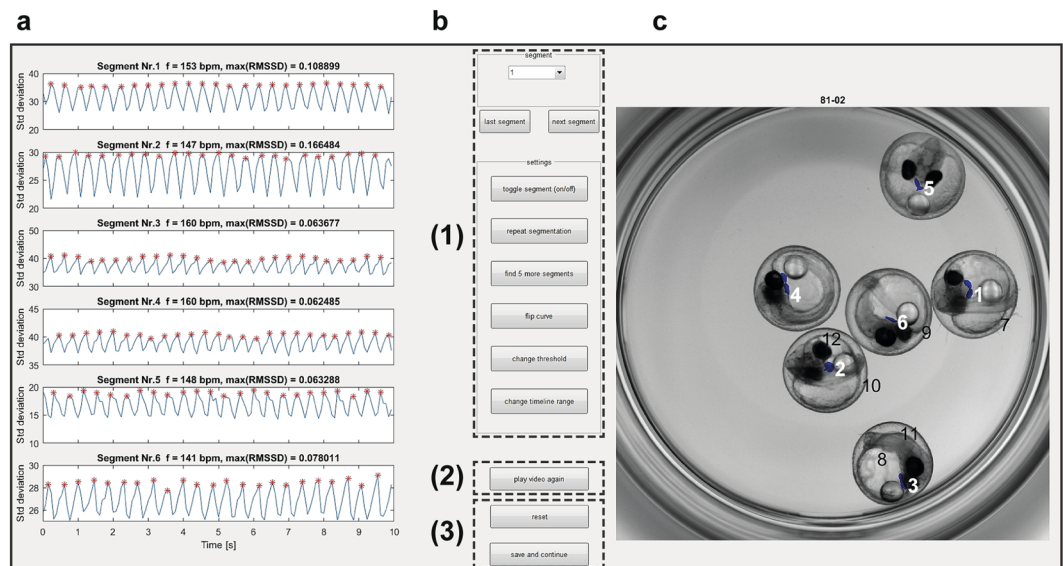 a
b
c
Segment Nr.1 f = 153 bpm, max(RMSSD) = 0.108899
Std deviation
40
30
20
Segment Nr.2 f = 147 bpm, max(RMSSD) = 0.166484
Std deviation
30
25
20
Segment Nr.3 f = 160 bpm, max(RMSSD) = 0.063677
Std deviation
50
40
30
Segment Nr.4 f = 160 bpm, max(RMSSD) = 0.062485
Std deviation
45
40
35
Segment Nr.5 f = 148 bpm, max(RMSSD) = 0.063288
Std deviation
20
15
10
Segment Nr.6 f = 141 bpm, max(RMSSD) = 0.078011
Std deviation
30
28
26
0 1 2 3 4 5 6 7 8 9 10
Time [s]
(1)
segment
1
last segment next segment
settings
toggle segment (on/off)
repeat segmentation
find 5 more segments
flip curve
change threshold
change timeline range
(2)
play video again
(3)
reset
save and continue
81-02
5
4
1
6
9
7
12
2
10
11
8
3